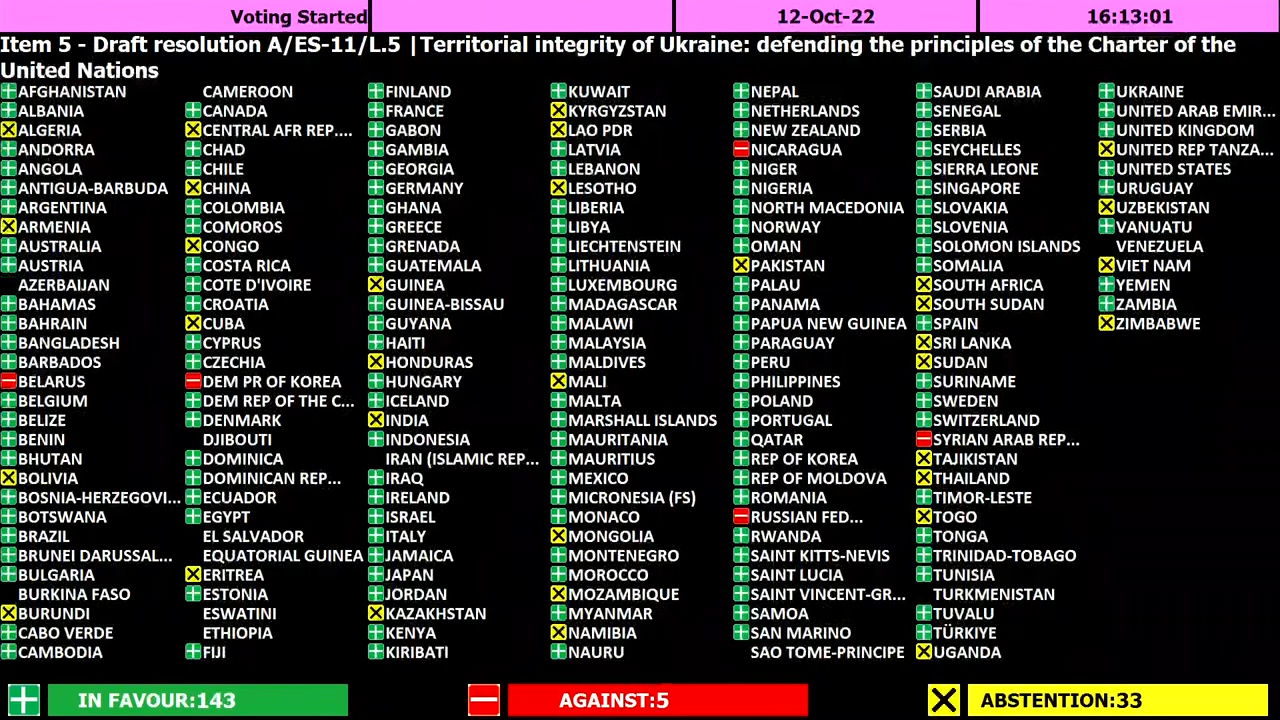 Voting Started 12-Oct-22 16:13:01
Item 5 - Draft resolution A/ES-11/L.5 |Territorial integrity of Ukraine: defending the principles of the Charter of the
United Nations
AFGHANISTAN
ALBANIA
ALGERIA
ANDORRA
ANGOLA
ANTIGUA-BARBUDA
ARGENTINA
ARMENIA
AUSTRALIA
AUSTRIA
AZERBAIJAN
BAHAMAS
BAHRAIN
BANGLADESH
BARBADOS
BELARUS
BELGIUM
BELIZE
BENIN
BHUTAN
BOLIVIA
BOSNIA-HERZEGOVI...
BOTSWANA
BRAZIL
BRUNEI DARUSSAL...
BULGARIA
BURKINA FASO
BURUNDI
CABO VERDE
CAMBODIA
CAMEROON
CANADA
CENTRAL AFR REP....
CHAD
CHILE
CHINA
COLOMBIA
COMOROS
CONGO
COSTA RICA
COTE D'IVOIRE
CROATIA
CUBA
CYPRUS
CZECHIA
DEM PR OF KOREA
DEM REP OF THE C...
DENMARK
DJIBOUTI
DOMINICA
DOMINICAN REP...
ECUADOR
EGYPT
EL SALVADOR
EQUATORIAL GUINEA
ERITREA
ESTONIA
ESWATINI
ETHIOPIA
FIJI
FINLAND
FRANCE
GABON
GAMBIA
GEORGIA
GERMANY
GHANA
GREECE
GRENADA
GUATEMALA
GUINEA
GUINEA-BISSAU
GUYANA
HAITI
HONDURAS
HUNGARY
ICELAND
INDIA
INDONESIA
IRAN (ISLAMIC REP...
IRAQ
IRELAND
ISRAEL
ITALY
JAMAICA
JAPAN
JORDAN
KAZAKHSTAN
KENYA
KIRIBATI
KUWAIT
KYRGYZSTAN
LAO PDR
LATVIA
LEBANON
LESOTHO
LIBERIA
LIBYA
LIECHTENSTEIN
LITHUANIA
LUXEMBOURG
MADAGASCAR
MALAWI
MALAYSIA
MALDIVES
MALI
MALTA
MARSHALL ISLANDS
MAURITANIA
MAURITIUS
MEXICO
MICRONESIA (FS)
MONACO
MONGOLIA
MONTENEGRO
MOROCCO
MOZAMBIQUE
MYANMAR
NAMIBIA
NAURU
NEPAL
NETHERLANDS
NEW ZEALAND
NICARAGUA
NIGER
NIGERIA
NORTH MACEDONIA
NORWAY
OMAN
PAKISTAN
PALAU
PANAMA
PAPUA NEW GUINEA
PARAGUAY
PERU
PHILIPPINES
POLAND
PORTUGAL
QATAR
REP OF KOREA
REP OF MOLDOVA
ROMANIA
RUSSIAN FED...
RWANDA
SAINT KITTS-NEVIS
SAINT LUCIA
SAINT VINCENT-GR...
SAMOA
SAN MARINO
SAO TOME-PRINCIPE
SAUDI ARABIA
SENEGAL
SERBIA
SEYCHELLES
SIERRA LEONE
SINGAPORE
SLOVAKIA
SLOVENIA
SOLOMON ISLANDS
SOMALIA
SOUTH AFRICA
SOUTH SUDAN
SPAIN
SRI LANKA
SUDAN
SURINAME
SWEDEN
SWITZERLAND
SYRIAN ARAB REP...
TAJIKISTAN
THAILAND
TIMOR-LESTE
TOGO
TONGA
TRINIDAD-TOBAGO
TUNISIA
TURKMENISTAN
TUVALU
TÜRKIYE
UGANDA
UKRAINE
UNITED ARAB EMIR...
UNITED KINGDOM
UNITED REP TANZA...
UNITED STATES
URUGUAY
UZBEKISTAN
VANUATU
VENEZUELA
VIET NAM
YEMEN
ZAMBIA
ZIMBABWE
IN FAVOUR:143 AGAINST:5 ABSTENTION:33